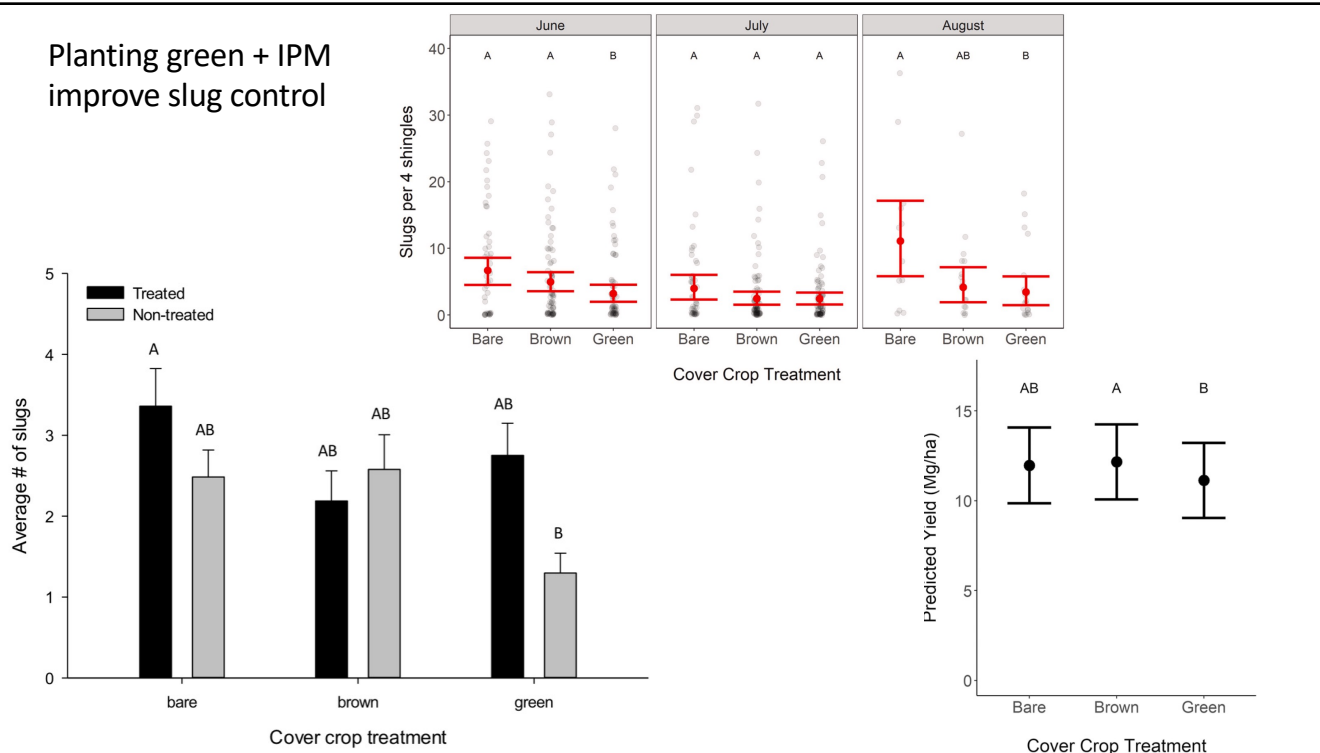 Planting green + IPM
improve slug control
June
July
August
A A B
A A A
A AB B
40
30
20
10
0
Slugs per 4 shingles
Bare Brown Green
Bare Brown Green
Bare Brown Green
Cover Crop Treatment
Treated
Non-treated
5
4
3
2
1
0
Average # of slugs
A
AB
AB
AB
AB
B
bare brown green
Cover crop treatment
AB A B
15
10
5
0
Predicted Yield (Mg/ha)
Bare Brown Green
Cover Crop Treatment